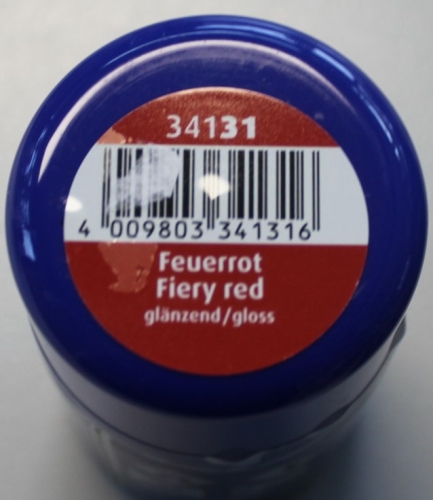 34131
4 009803 341316
Feuerrot
Fiery red
glänzend/gloss